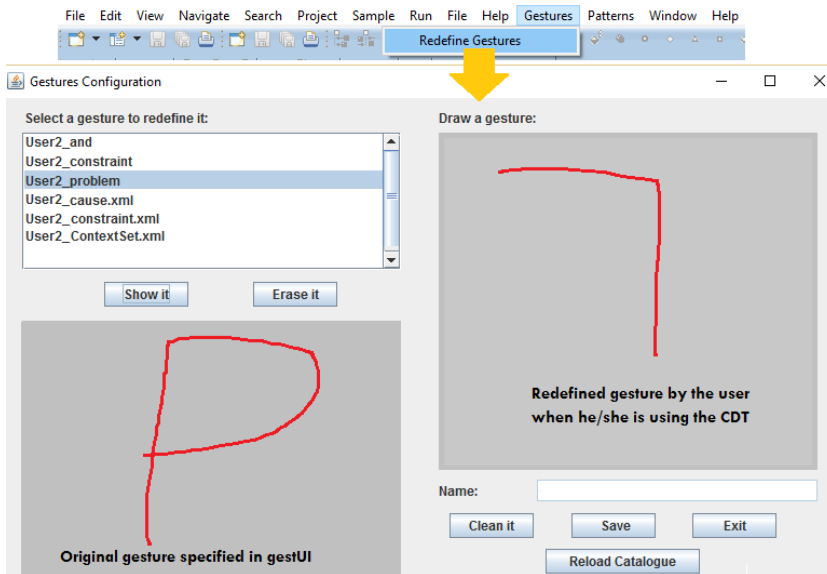 File Edit View Navigate Search Project Sample Run File Help Gestures Patterns Window Help
Redefine Gestures
Gestures Configuration
Select a gesture to redefine it:
User2_and
User2_constraint
User2_problem
User2_cause.xml
User2_constraint.xml
User2_ContextSet.xml
Show it
Erase it
Original gesture specified in gestUI
Draw a gesture:
Redefined gesture by the user
when he/she is using the CDT
Name:
Clean it
Save
Exit
Reload Catalogue